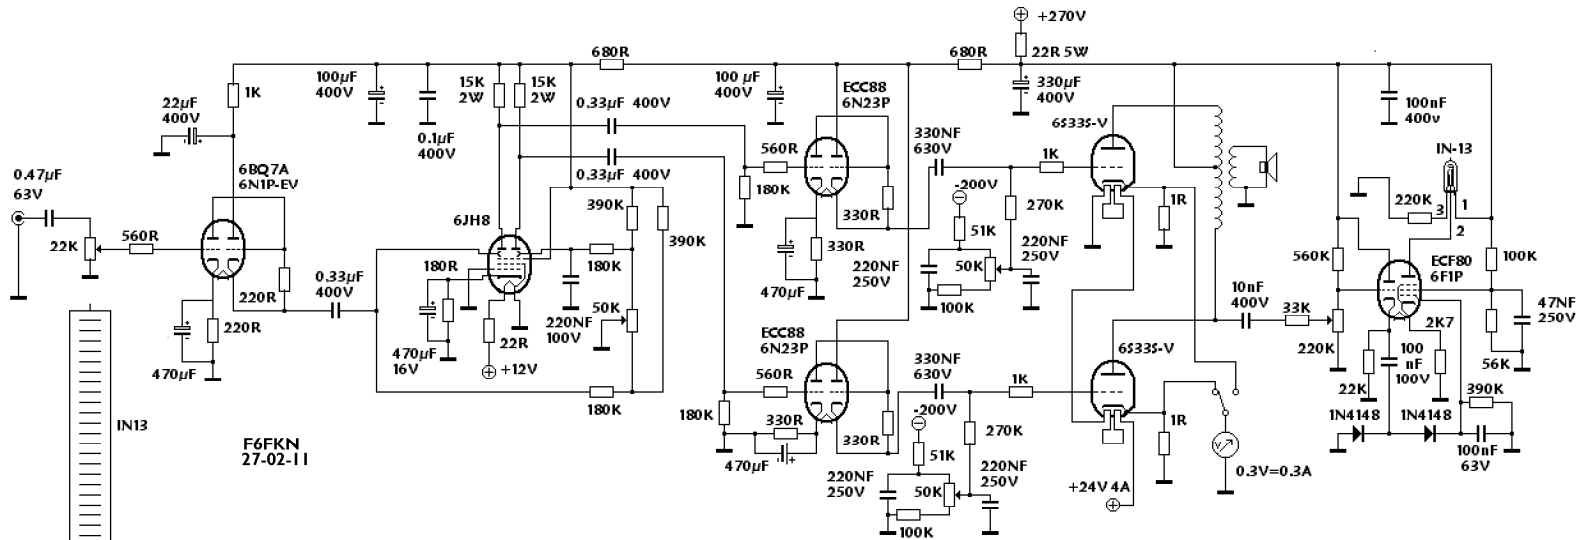 +270V
22R 5W
680R
680R
100µF
400V
1K
22µF
400V
15K
2W
15K
2W
0,33µF 400V
0.1µF
400V
0.33µF 400V
100 µF
400V
ECC88
6N23P
330µF
400V
6S33S-V
100nF
400v
IN-13
0.47µF
63V
6BQ7A
6N1P-EV
560R
180K
330NF
630V
1K
-200V
270K
1R
220K
3
1
2
22K
560R
6JH8
390K
390K
330R
330R
51K
50K
220NF
250V
220NF
250V
100K
470µF
560K
ECF80
6F1P
100K
220R
0.33µF
400V
180R
180K
50K
220NF
100V
10nF
400V
33K
47NF
250V
220R
470µF
470µF
16V
22R
+12V
ECC88
6N23P
560R
330NF
630V
6S33S-V
220K
2K7
100
nF
100V
22K
56K
390K
180K
180K
330R
330R
470µF
-200V
1K
270K
51K
50K
220NF
250V
220NF
250V
100K
1R
+24V 4A
V
0.3V=0.3A
1N4148
1N4148
100nF
63V
IN13
F6FKN
27-02-11